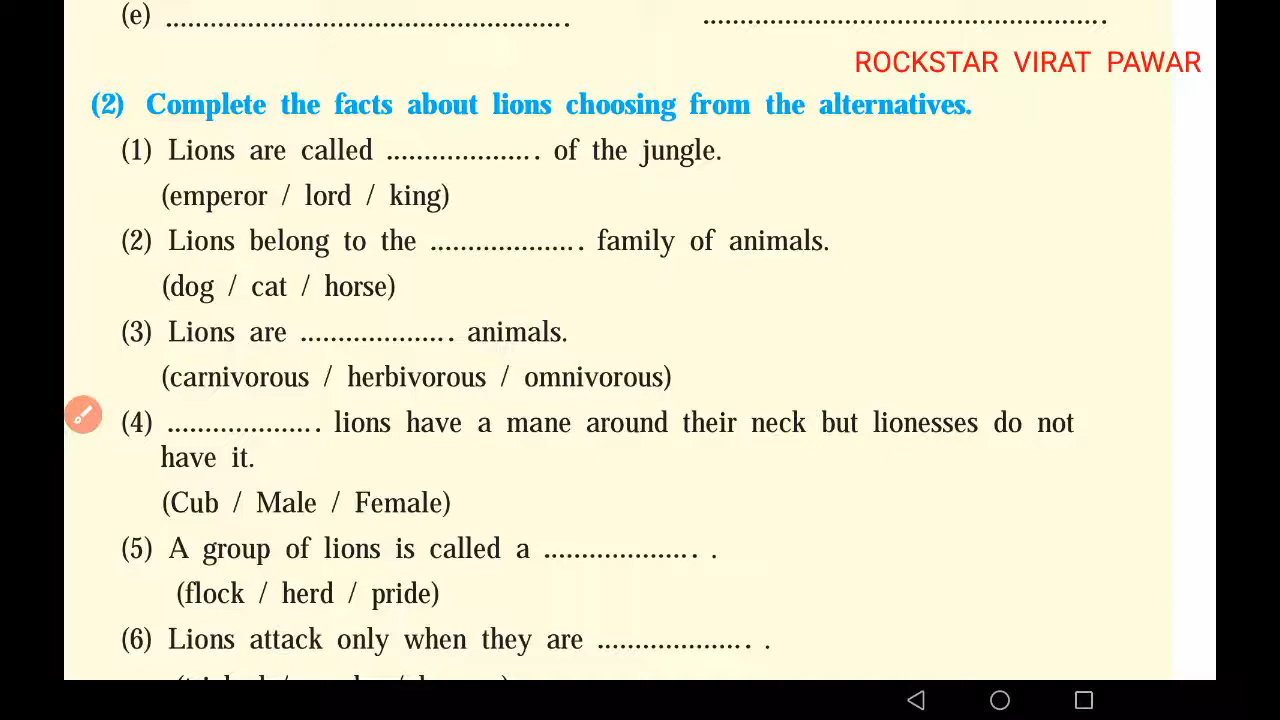 (e) ..................................................... .....................................................
ROCKSTAR VIRAT PAWAR
(2) Complete the facts about lions choosing from the alternatives.
(1) Lions are called .................... of the jungle.
(emperor / lord / king)
(2) Lions belong to the .................... family of animals.
(dog / cat / horse)
(3) Lions are .................... animals.
(carnivorous / herbivorous / omnivorous)
(4) .................... lions have a mane around their neck but lionesses do not
have it.
(Cub / Male / Female)
(5) A group of lions is called a .................... .
(flock / herd / pride)
(6) Lions attack only when they are .................... .